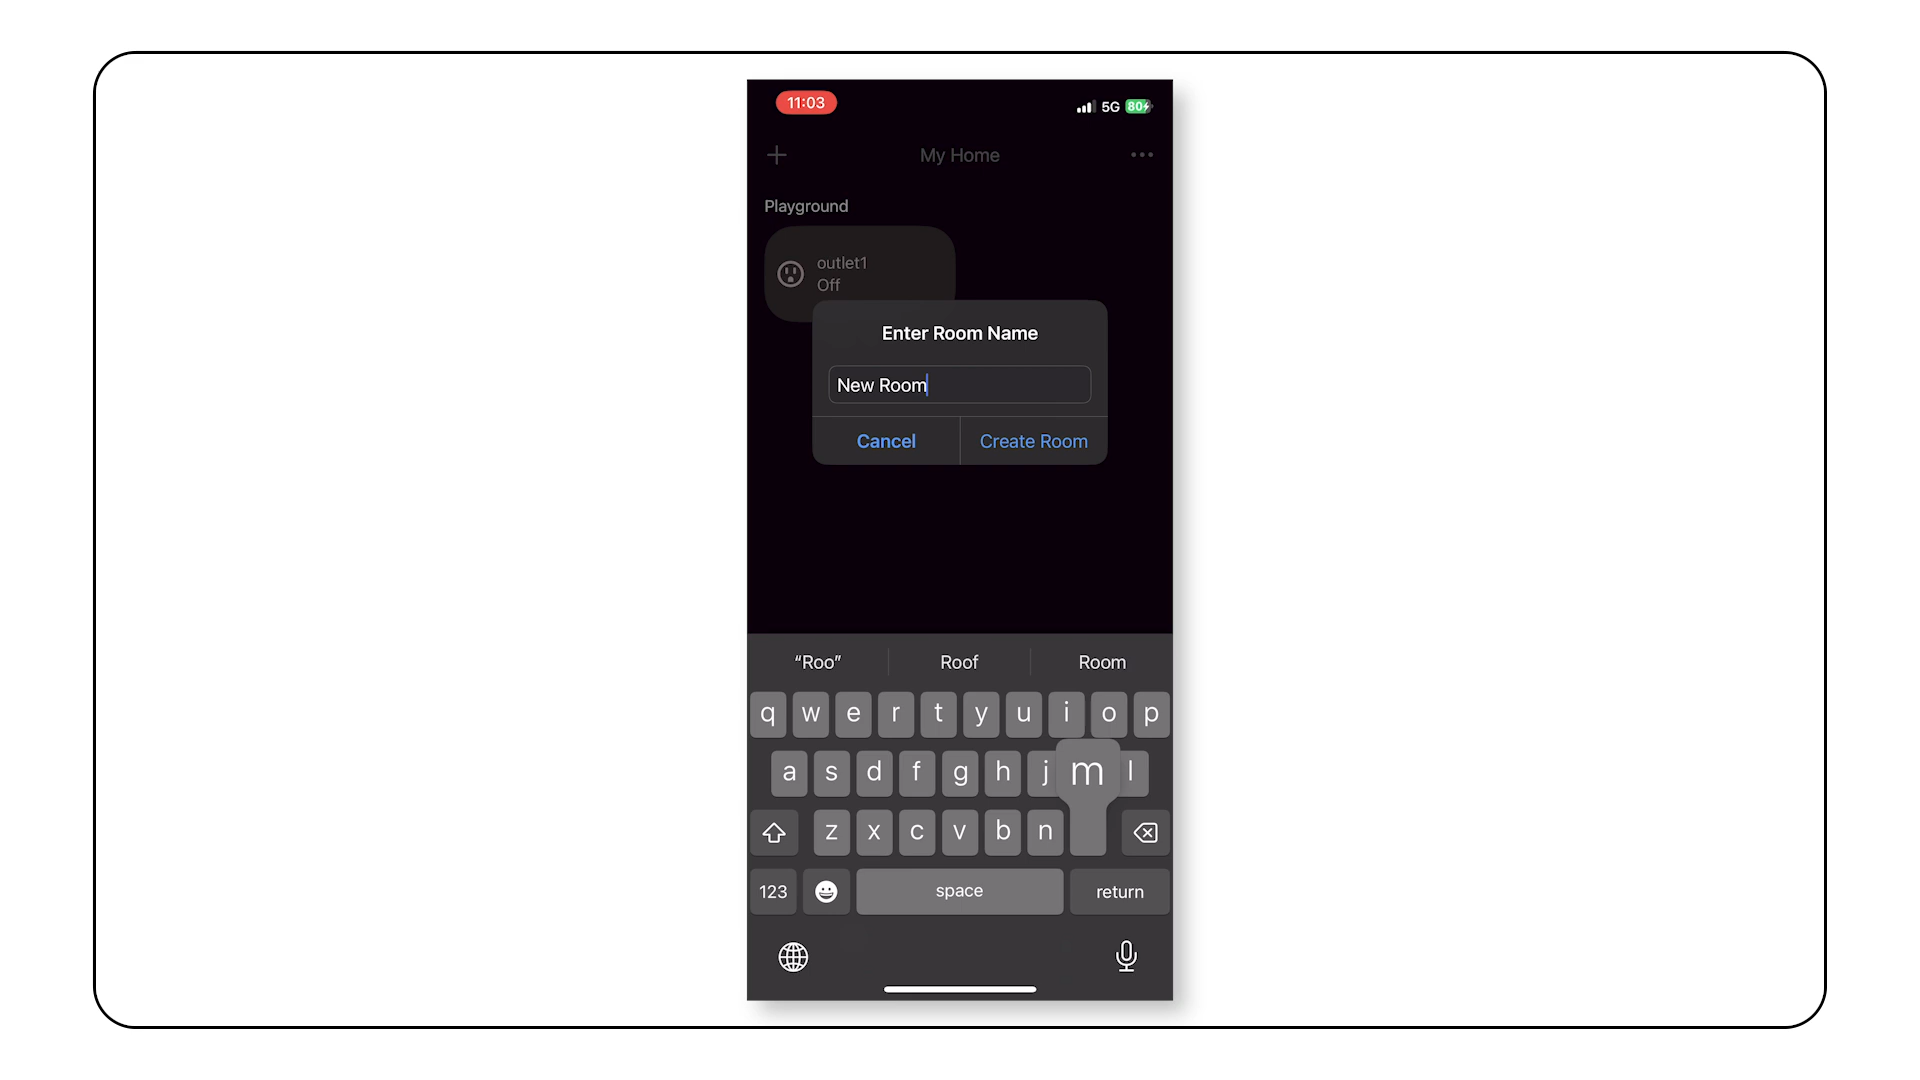 11:03 5G 80
My Home
Playground
outlet1
Off
Enter Room Name
New Room
Cancel Create Room
“Roo” Roof Room
q w e r t y u i o p
a s d f g h j m l
z x c v b n
123 space return